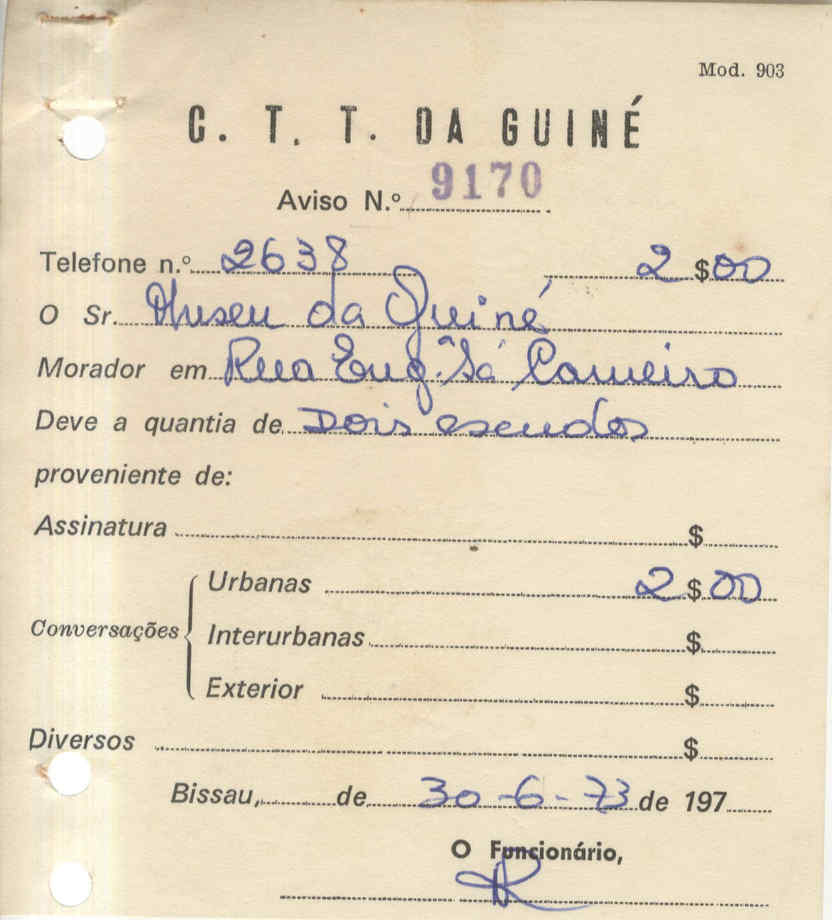 Mod. 903
C. T. T. DA GUINÉ
Aviso N.º 9170
Telefone n.º 2638 2 $00
O Sr. Museu da Guiné
Morador em Rua Eng.º Sá Carneiro
Deve a quantia de Dois escudos
proveniente de:
Assinatura $
Urbanas 2 $00
Conversações Interurbanas $
Exterior $
Diversos $
Bissau, de 30-6-73 de 197
O Funcionário,